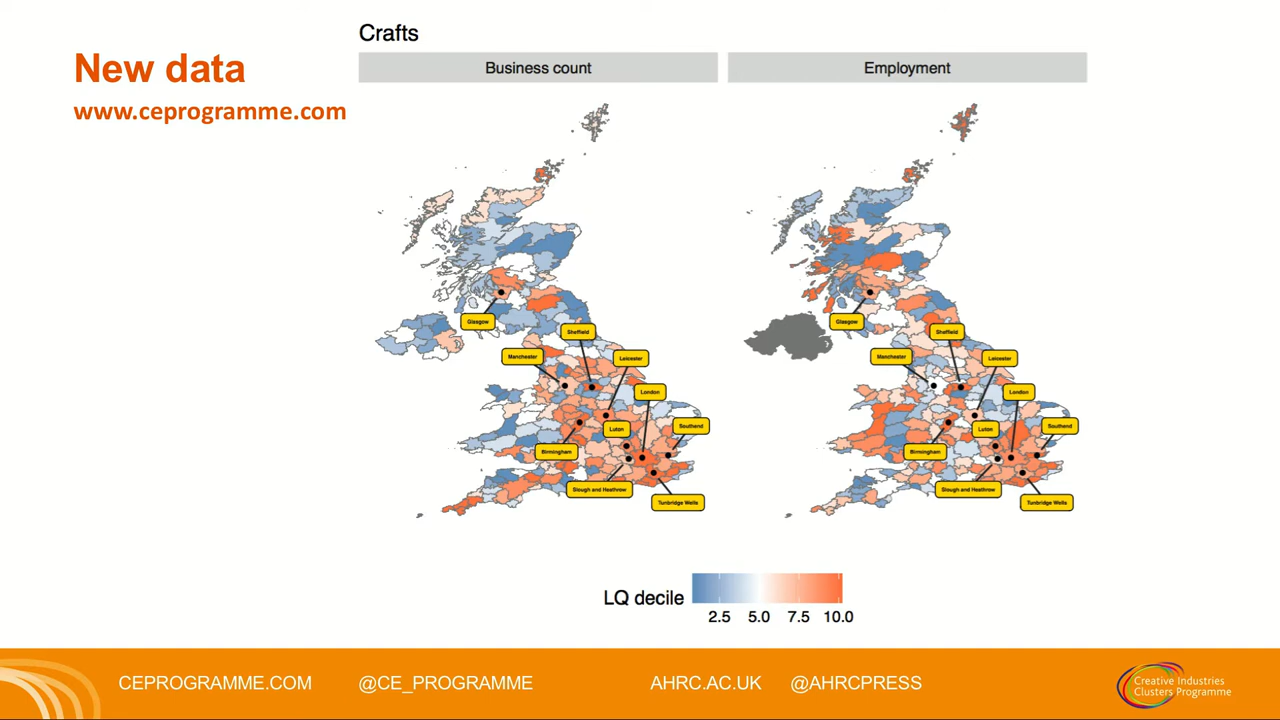 New data
www.ceprogramme.com
Crafts
Business count
Employment
Glasgow
Sheffield
Manchester
Leicester
London
Luton
Southend
Birmingham
Slough and Heathrow
Tunbridge Wells
Glasgow
Sheffield
Manchester
Leicester
London
Luton
Southend
Birmingham
Slough and Heathrow
Tunbridge Wells
LQ decile
2.5 5.0 7.5 10.0
CEPROGRAMME.COM @CE_PROGRAMME AHRC.AC.UK @AHRCPRESS
Creative Industries
Clusters Programme